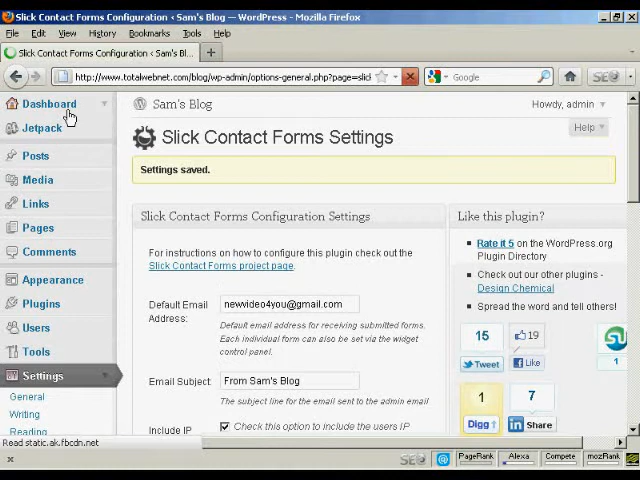 Slick Contact Forms Configuration ‹ Sam's Blog — WordPress - Mozilla Firefox
File Edit View History Bookmarks Tools Help
Slick Contact Forms Configuration ‹ Sam's Bl...
http://www.totalwebnet.com/blog/wp-admin/options-general.php?page=slick
Google
SEO
Dashboard
Jetpack
Posts
Media
Links
Pages
Comments
Appearance
Plugins
Users
Tools
Settings
General
Writing
Reading
Sam's Blog
Howdy, admin
Help
Slick Contact Forms Settings
Settings saved.
Slick Contact Forms Configuration Settings
For instructions on how to configure this plugin check out the
Slick Contact Forms project page.
Default Email
Address:
newvideo4you@gmail.com
Default email address for receiving submitted forms.
Each individual form can also be set via the widget
control panel.
Email Subject:
From Sam's Blog
The subject line for the email sent to the admin email
Include IP
Check this option to include the users IP
Like this plugin?
Rate it 5 on the WordPress.org
Plugin Directory
Check out our other plugins -
Design Chemical
Spread the word and tell others!
15
19
Tweet
Like
1
1
7
Digg
Share
Read static.ak.fbcdn.net
SEO
PageRank
Alexa
Compete
mozRank